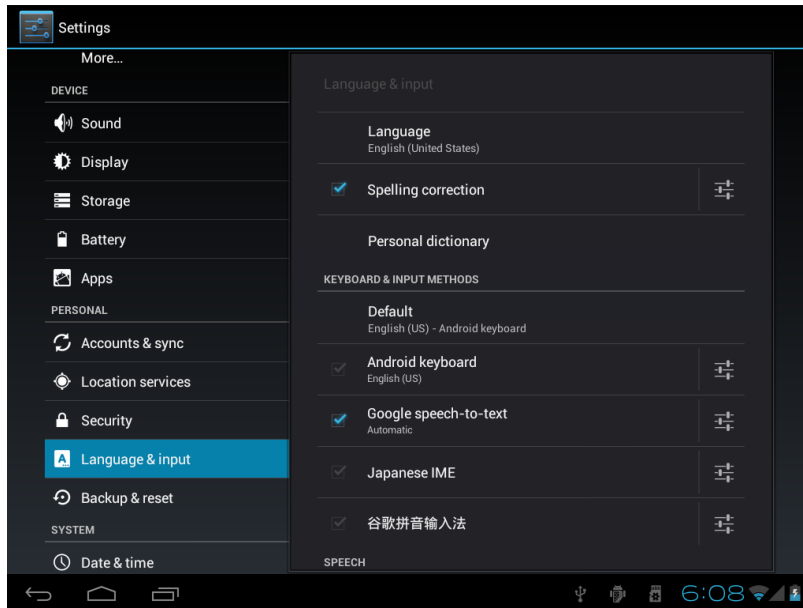 Settings
More...
DEVICE
Sound
Display
Storage
Battery
Apps
PERSONAL
Accounts & sync
Location services
Security
Language & input
Backup & reset
SYSTEM
Date & time
Language & input
Language
English (United States)
Spelling correction
Personal dictionary
KEYBOARD & INPUT METHODS
Default
English (US) - Android keyboard
Android keyboard
English (US)
Google speech-to-text
Automatic
Japanese IME
谷歌拼音输入法
SPEECH
6:08